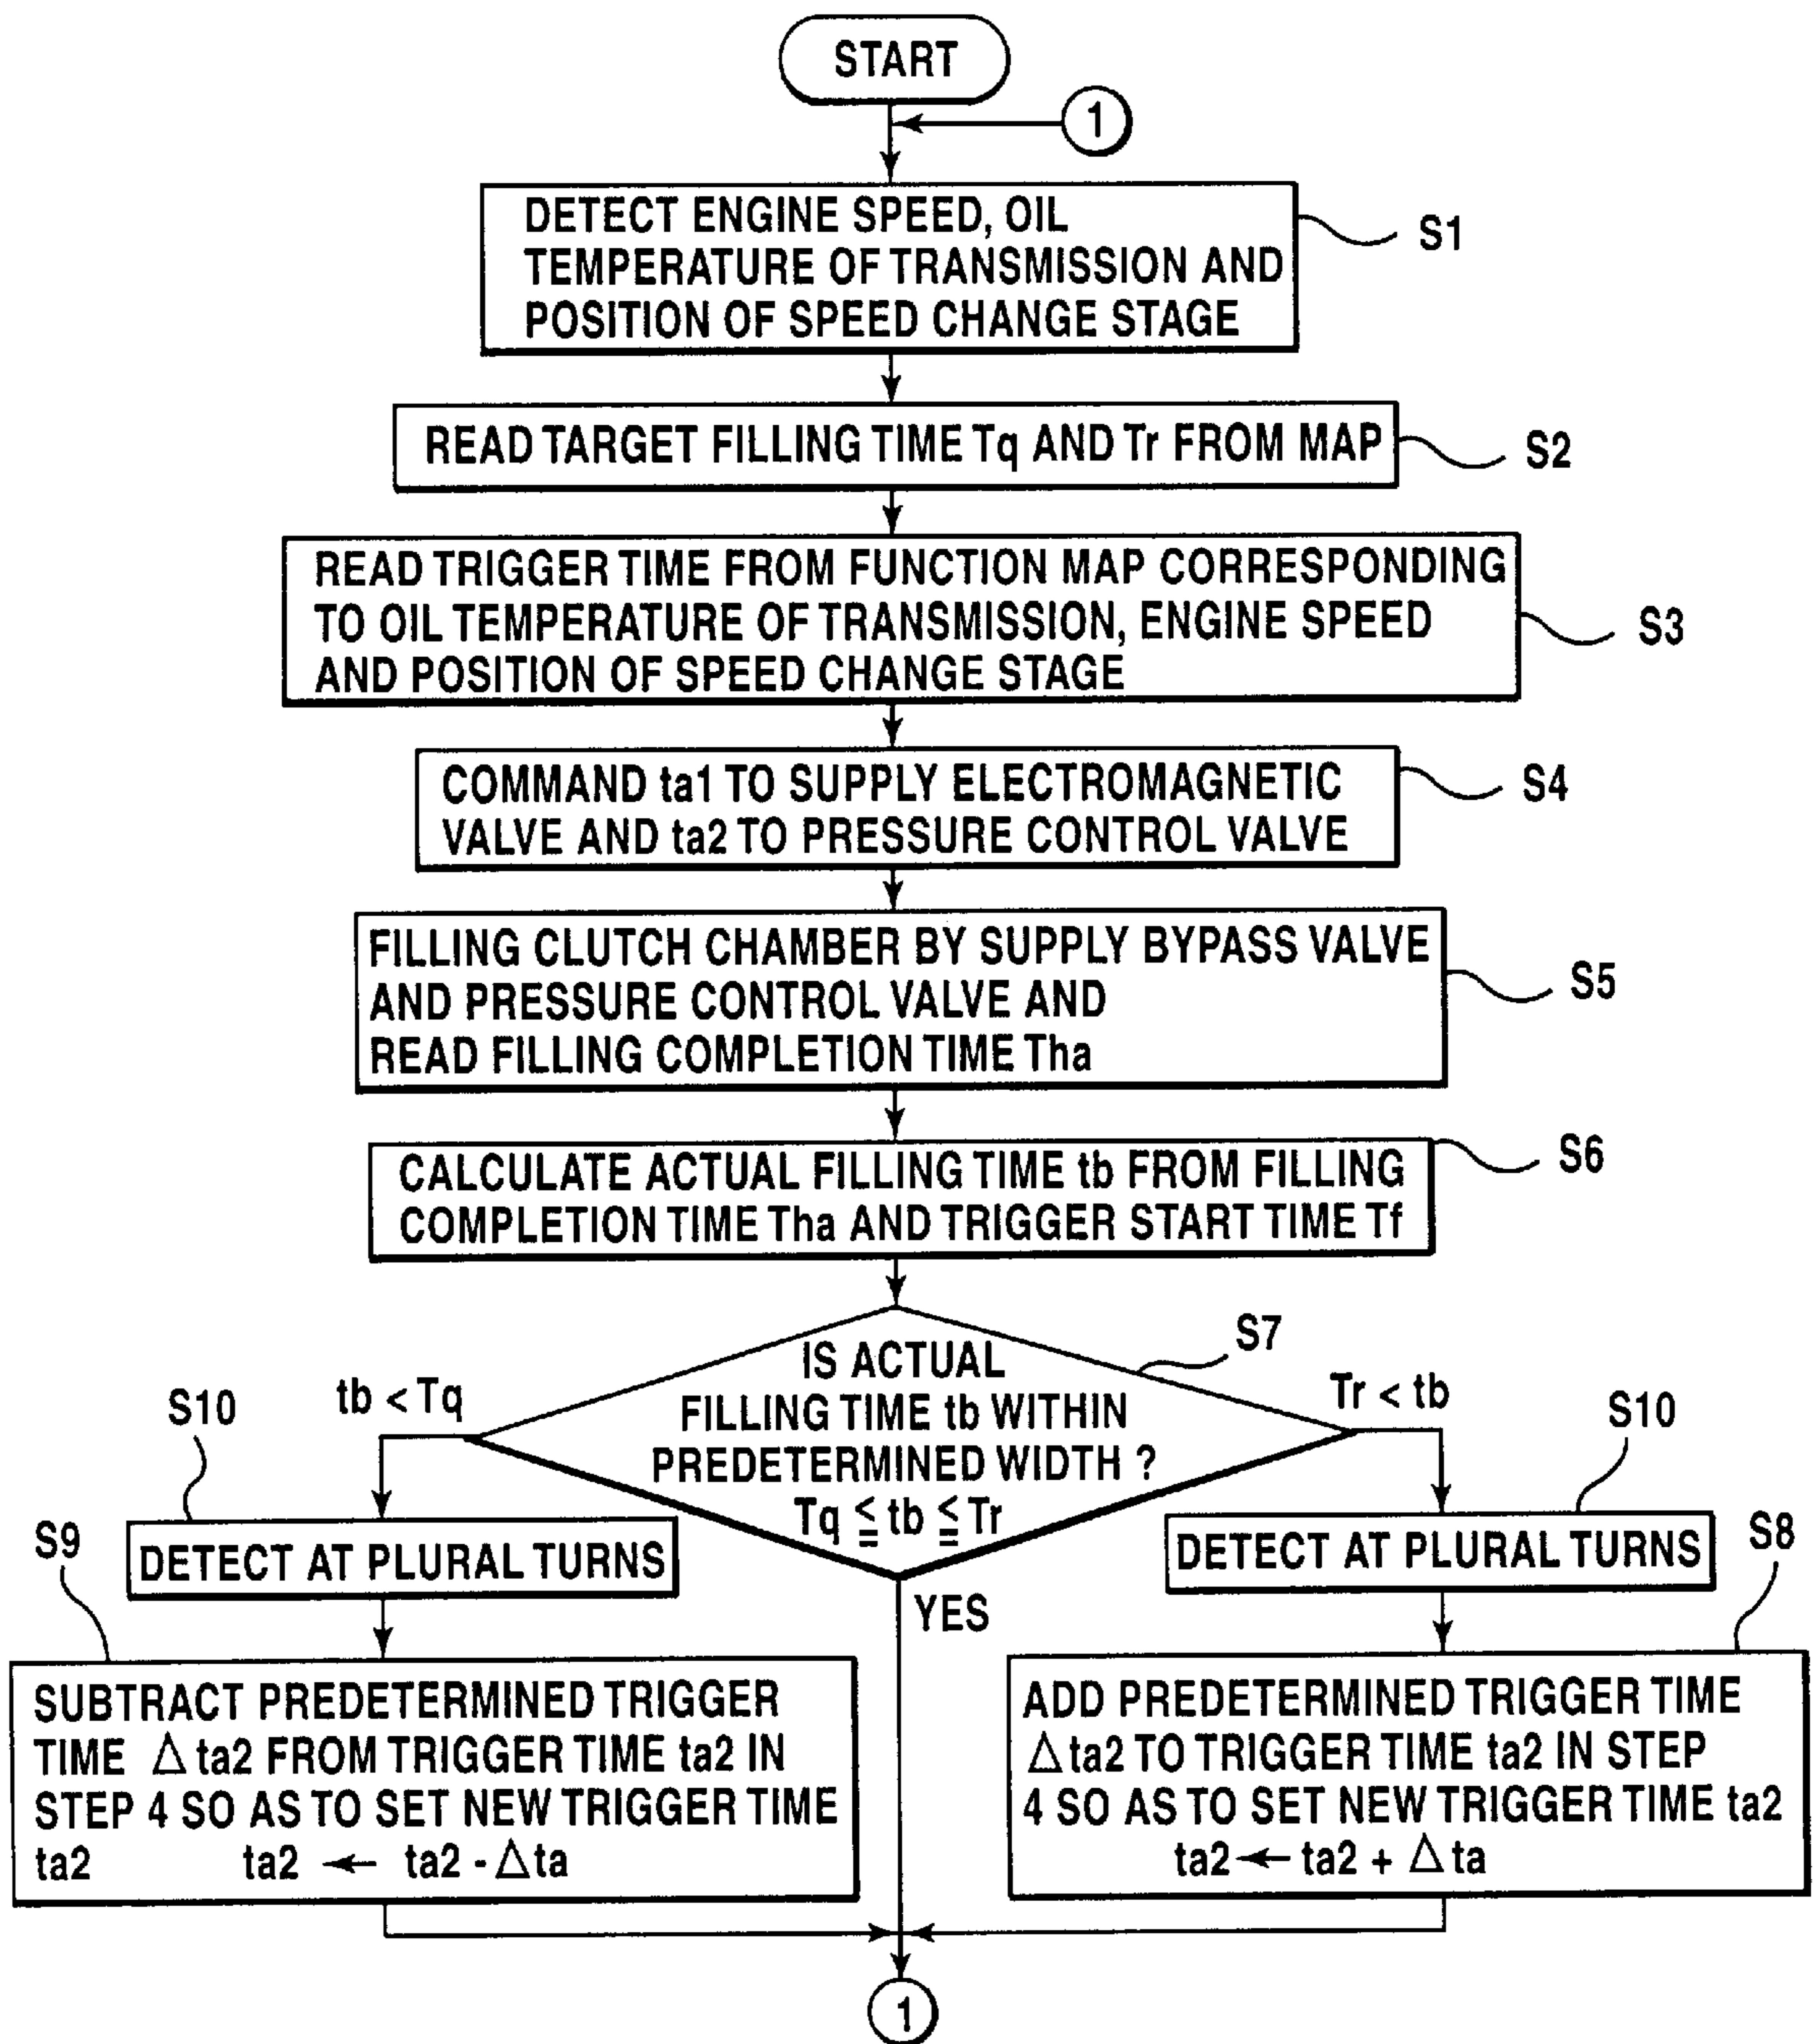 START
1
DETECT ENGINE SPEED, OIL
TEMPERATURE OF TRANSMISSION AND
POSITION OF SPEED CHANGE STAGE
S1
READ TARGET FILLING TIME Tq AND Tr FROM MAP
S2
READ TRIGGER TIME FROM FUNCTION MAP CORRESPONDING
TO OIL TEMPERATURE OF TRANSMISSION, ENGINE SPEED
AND POSITION OF SPEED CHANGE STAGE
S3
COMMAND ta1 TO SUPPLY ELECTROMAGNETIC
VALVE AND ta2 TO PRESSURE CONTROL VALVE
S4
FILLING CLUTCH CHAMBER BY SUPPLY BYPASS VALVE
AND PRESSURE CONTROL VALVE AND
READ FILLING COMPLETION TIME Tha
S5
CALCULATE ACTUAL FILLING TIME tb FROM FILLING
COMPLETION TIME Tha AND TRIGGER START TIME Tf
S6
IS ACTUAL
FILLING TIME tb WITHIN
PREDETERMINED WIDTH ?
Tq ≦ tb ≦ Tr
S7
tb < Tq
Tr < tb
YES
S10
DETECT AT PLURAL TURNS
S10
DETECT AT PLURAL TURNS
S9
SUBTRACT PREDETERMINED TRIGGER
TIME Δta2 FROM TRIGGER TIME ta2 IN
STEP 4 SO AS TO SET NEW TRIGGER TIME
ta2 ta2 ← ta2 - Δta
S8
ADD PREDETERMINED TRIGGER TIME
Δta2 TO TRIGGER TIME ta2 IN STEP
4 SO AS TO SET NEW TRIGGER TIME ta2
ta2 ← ta2 + Δta
1